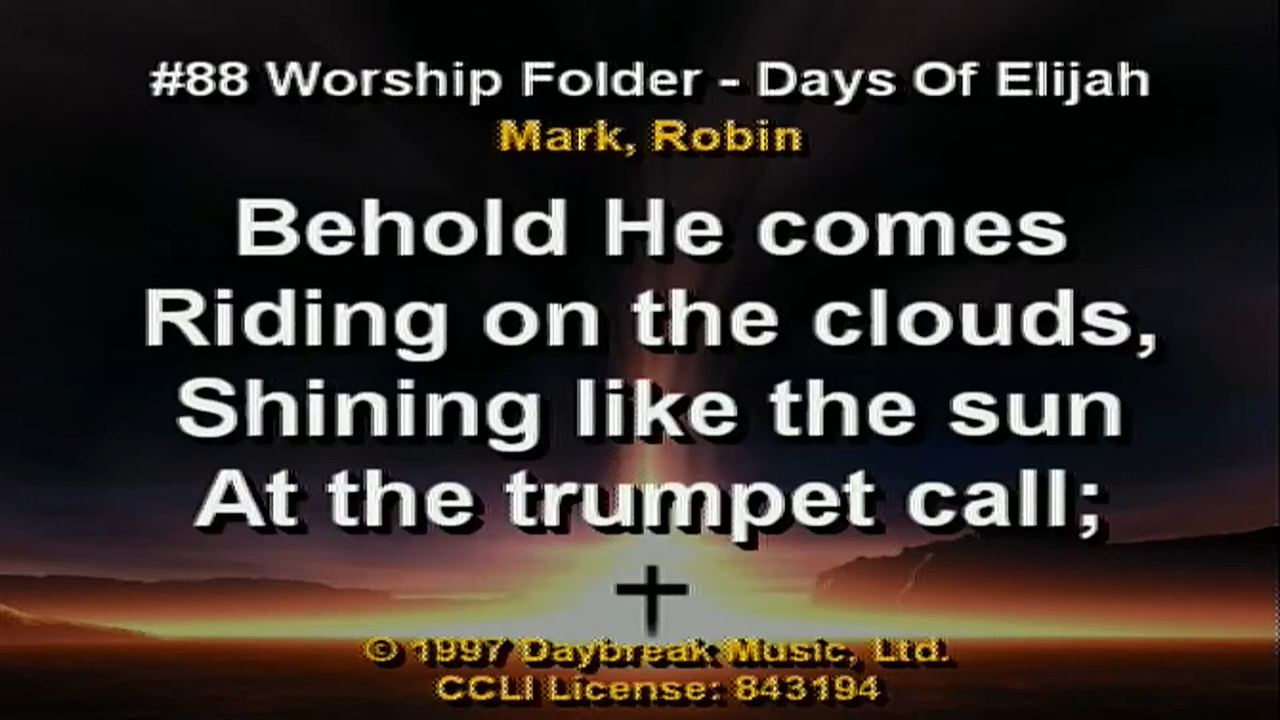 #88 Worship Folder - Days Of Elijah
Mark, Robin
Behold He comes
Riding on the clouds,
Shining like the sun
At the trumpet call;
© 1997 Daybreak Music, Ltd.
CCLI License: 843194